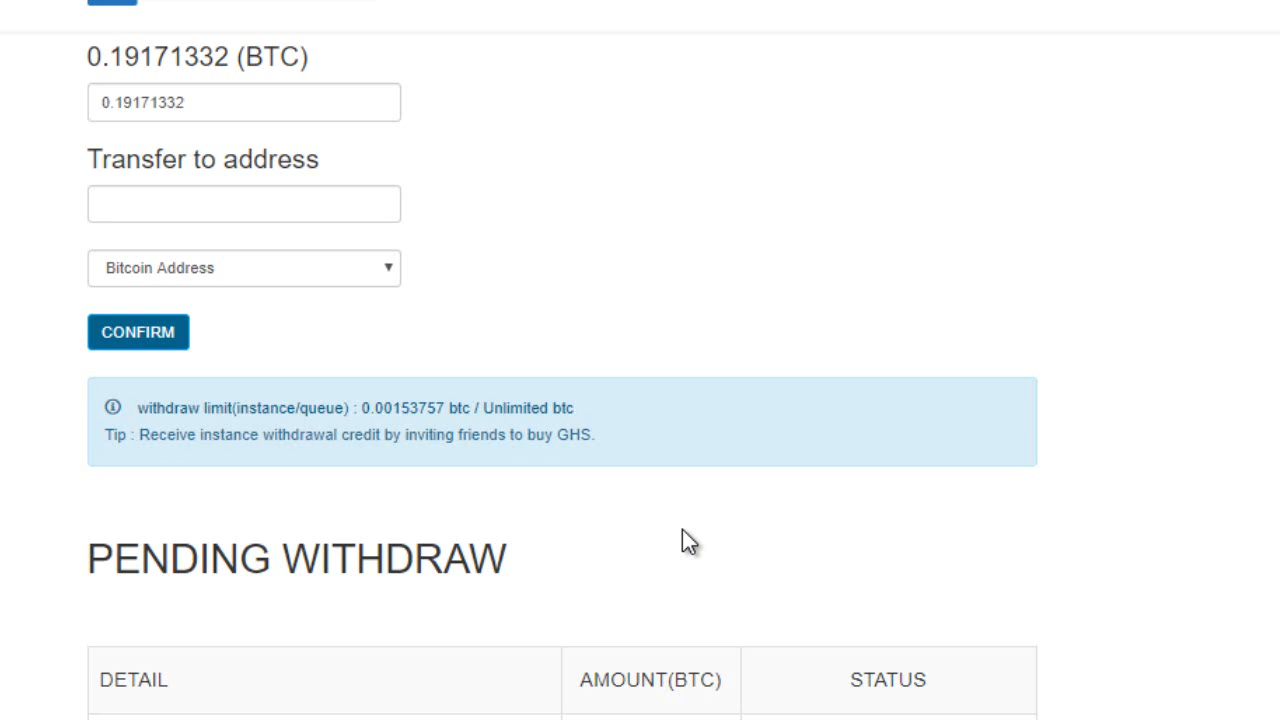 0.19171332 (BTC)
0.19171332
Transfer to address
Bitcoin Address
CONFIRM
withdraw limit(instance/queue) : 0.00153757 btc / Unlimited btc
Tip : Receive instance withdrawal credit by inviting friends to buy GHS.
PENDING WITHDRAW
DETAIL AMOUNT(BTC) STATUS